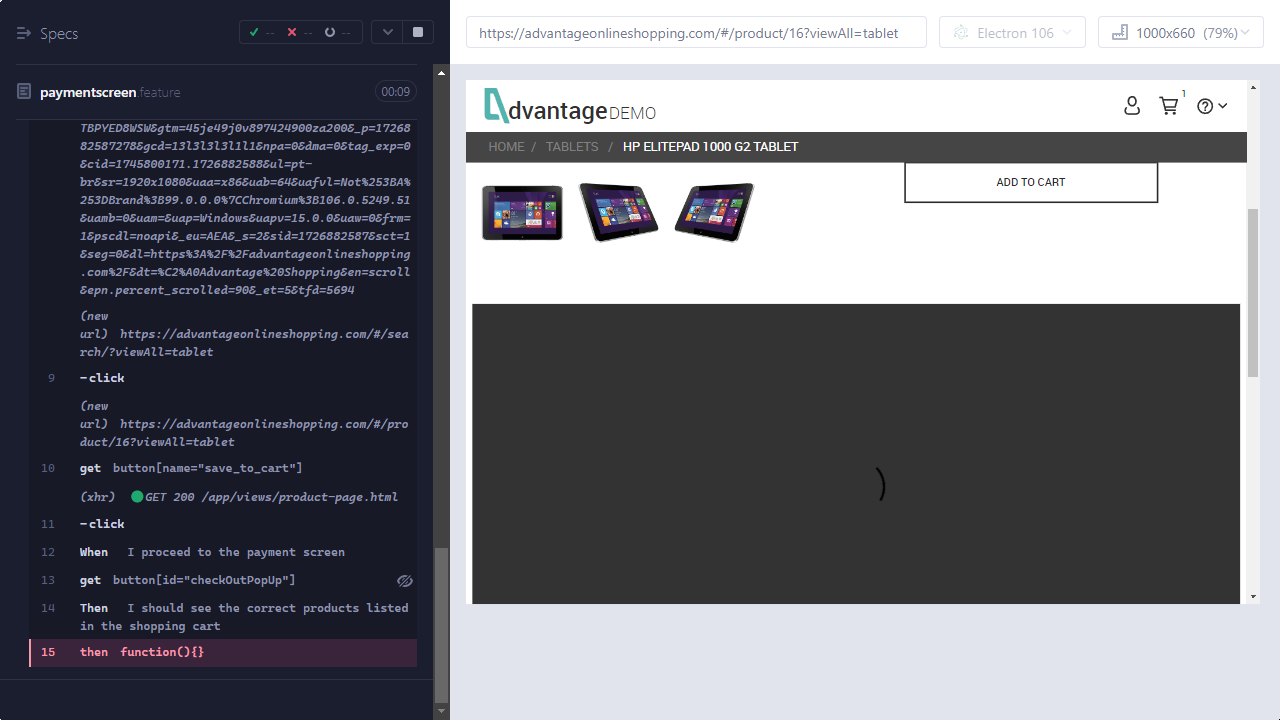 Specs
--
--
--
paymentscreen feature
00:09
TBPYED8WSW&gtm=45je49j0v897424900za200&_p=17268
82587278&gcd=13l3l3l3l1l1&npa=0&dma=0&tag_exp=0
&cid=1745800171.1726882588&ul=pt-
br&sr=1920x1080&uaa=x86&uab=64&uafvl=Not%253BA%
253DBrand%3B99.0.0.0%7CChromium%3B106.0.5249.51
&uamb=0&uam=&uap=Windows&uapv=15.0.0&uaw=0&frm=
1&pscdl=noapi&_eu=AEA&_s=2&sid=1726882587&sct=1
&seg=0&dl=https%3A%2F%2Fadvantageonlineshopping
.com%2F&dt=%C2%A0Advantage%20Shopping&en=scroll
&epn.percent_scrolled=90&_et=5&tfd=5694
(new
url) https://advantageonlineshopping.com/#/sea
rch/?viewAll=tablet
9 -click
(new
url) https://advantageonlineshopping.com/#/pro
duct/16?viewAll=tablet
10 get button[name="save_to_cart"]
(xhr) GET 200 /app/views/product-page.html
11 -click
12 When I proceed to the payment screen
13 get button[id="checkOutPopUp"]
14 Then I should see the correct products listed
in the shopping cart
15 then function(){}
https://advantageonlineshopping.com/#/product/16?viewAll=tablet
Electron 106
1000x660 (79%)
dvantage DEMO
1
HOME / TABLETS / HP ELITEPAD 1000 G2 TABLET
ADD TO CART